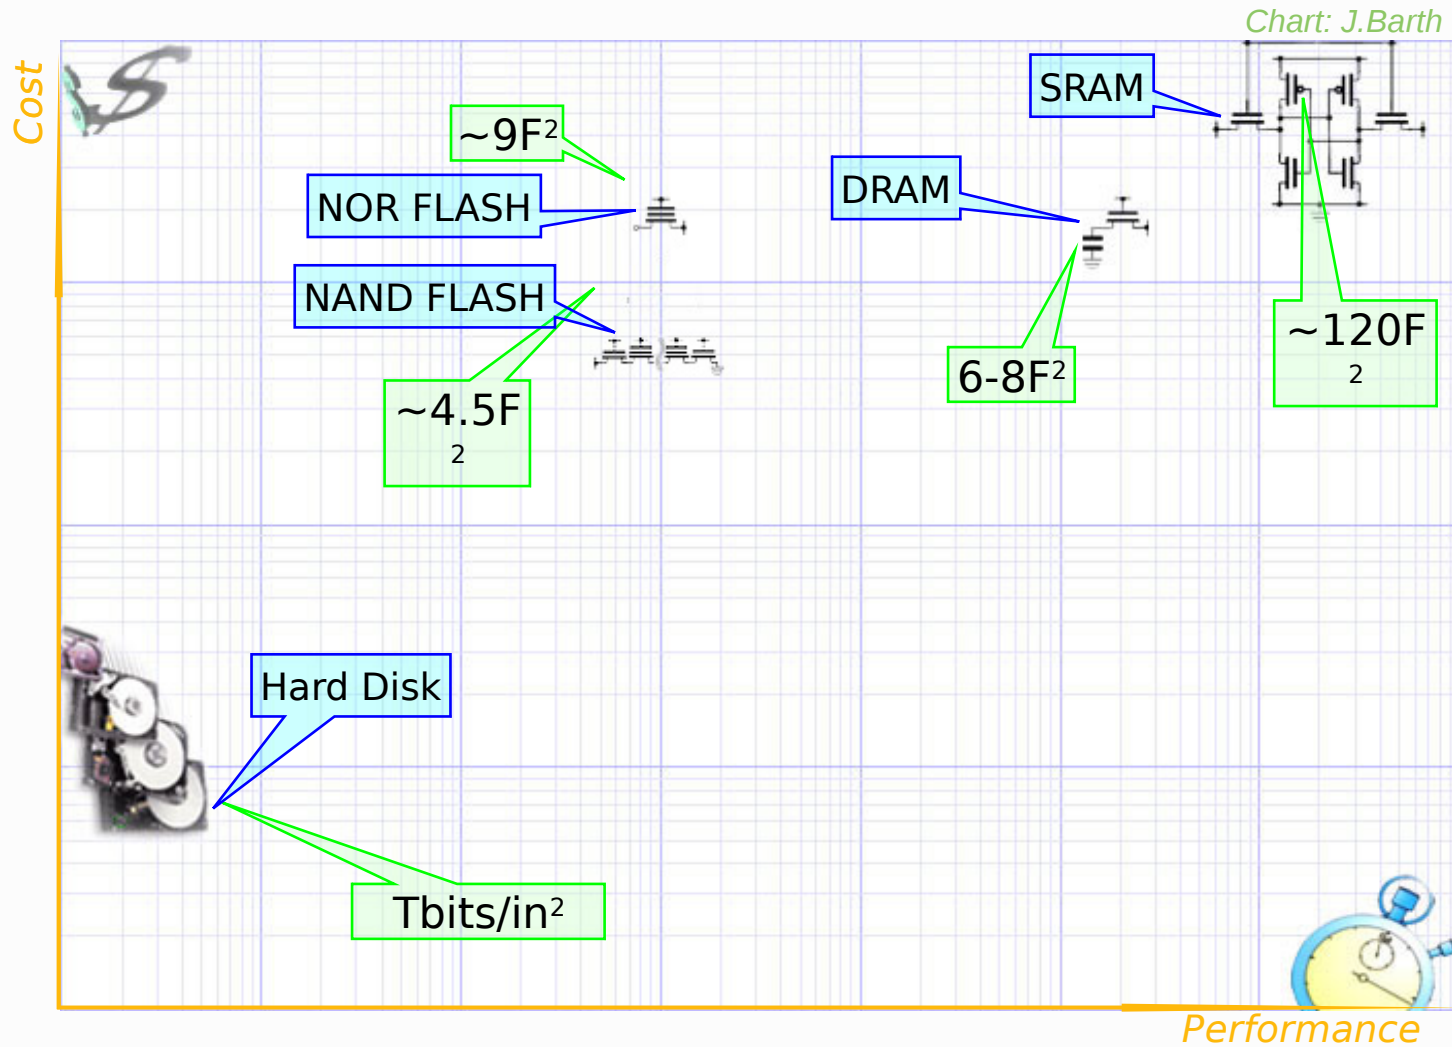 Chart: J.Barth
Cost
SRAM
~9F²
DRAM
NOR FLASH
NAND FLASH
~120F
2
6-8F²
~4.5F
2
Hard Disk
Tbits/in²
Performance